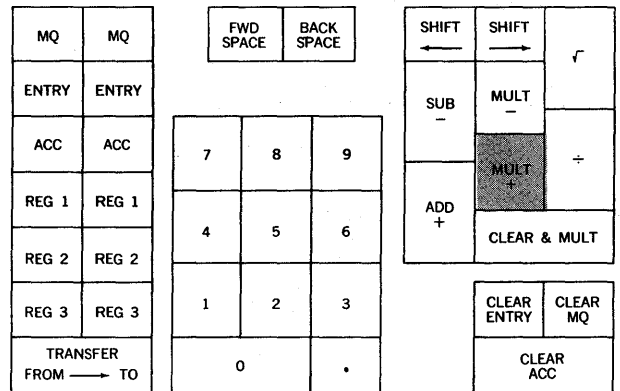 MQ MQ
ENTRY ENTRY
ACC ACC
REG 1 REG 1
REG 2 REG 2
REG 3 REG 3
TRANSFER
FROM → TO
FWD
SPACE
BACK
SPACE
7 8 9
4 5 6
1 2 3
0 .
SHIFT
←
SHIFT
→
√
SUB
−
MULT
−
MULT
+
÷
ADD
+
CLEAR & MULT
CLEAR
ENTRY
CLEAR
MQ
CLEAR
ACC